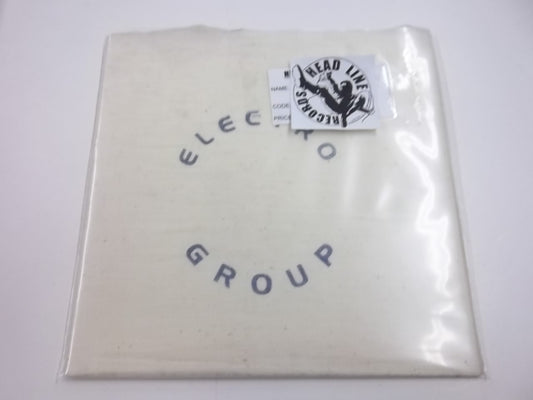 HEAD LINE
RECORDS
NAME:
CODE
PRICE
ELECTRO
GROUP